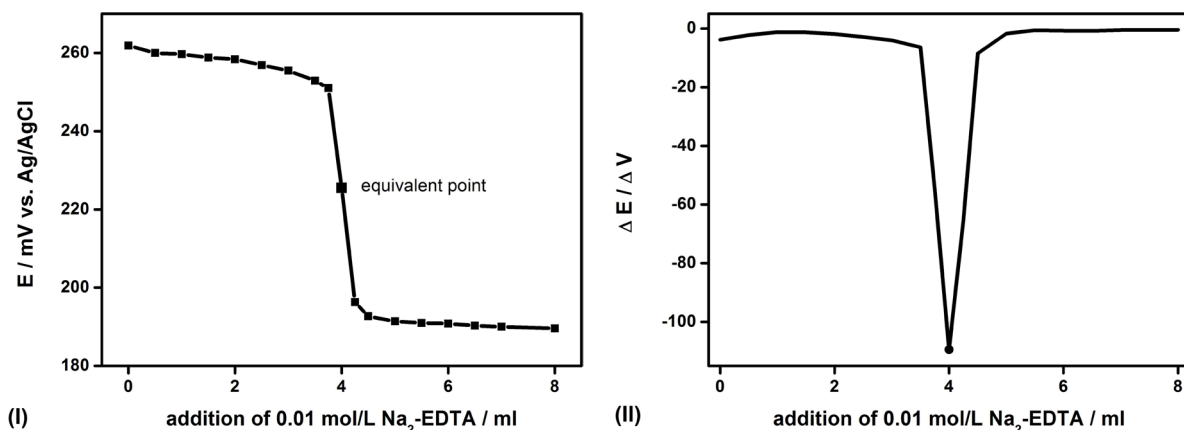 260
240
220
200
180
E / mV vs. Ag/AgCl
equivalent point
0 2 4 6 8
(I) addition of 0.01 mol/L Na₂-EDTA / ml
0
-20
-40
-60
-80
-100
Δ E / Δ V
0 2 4 6 8
(II) addition of 0.01 mol/L Na₂-EDTA / ml